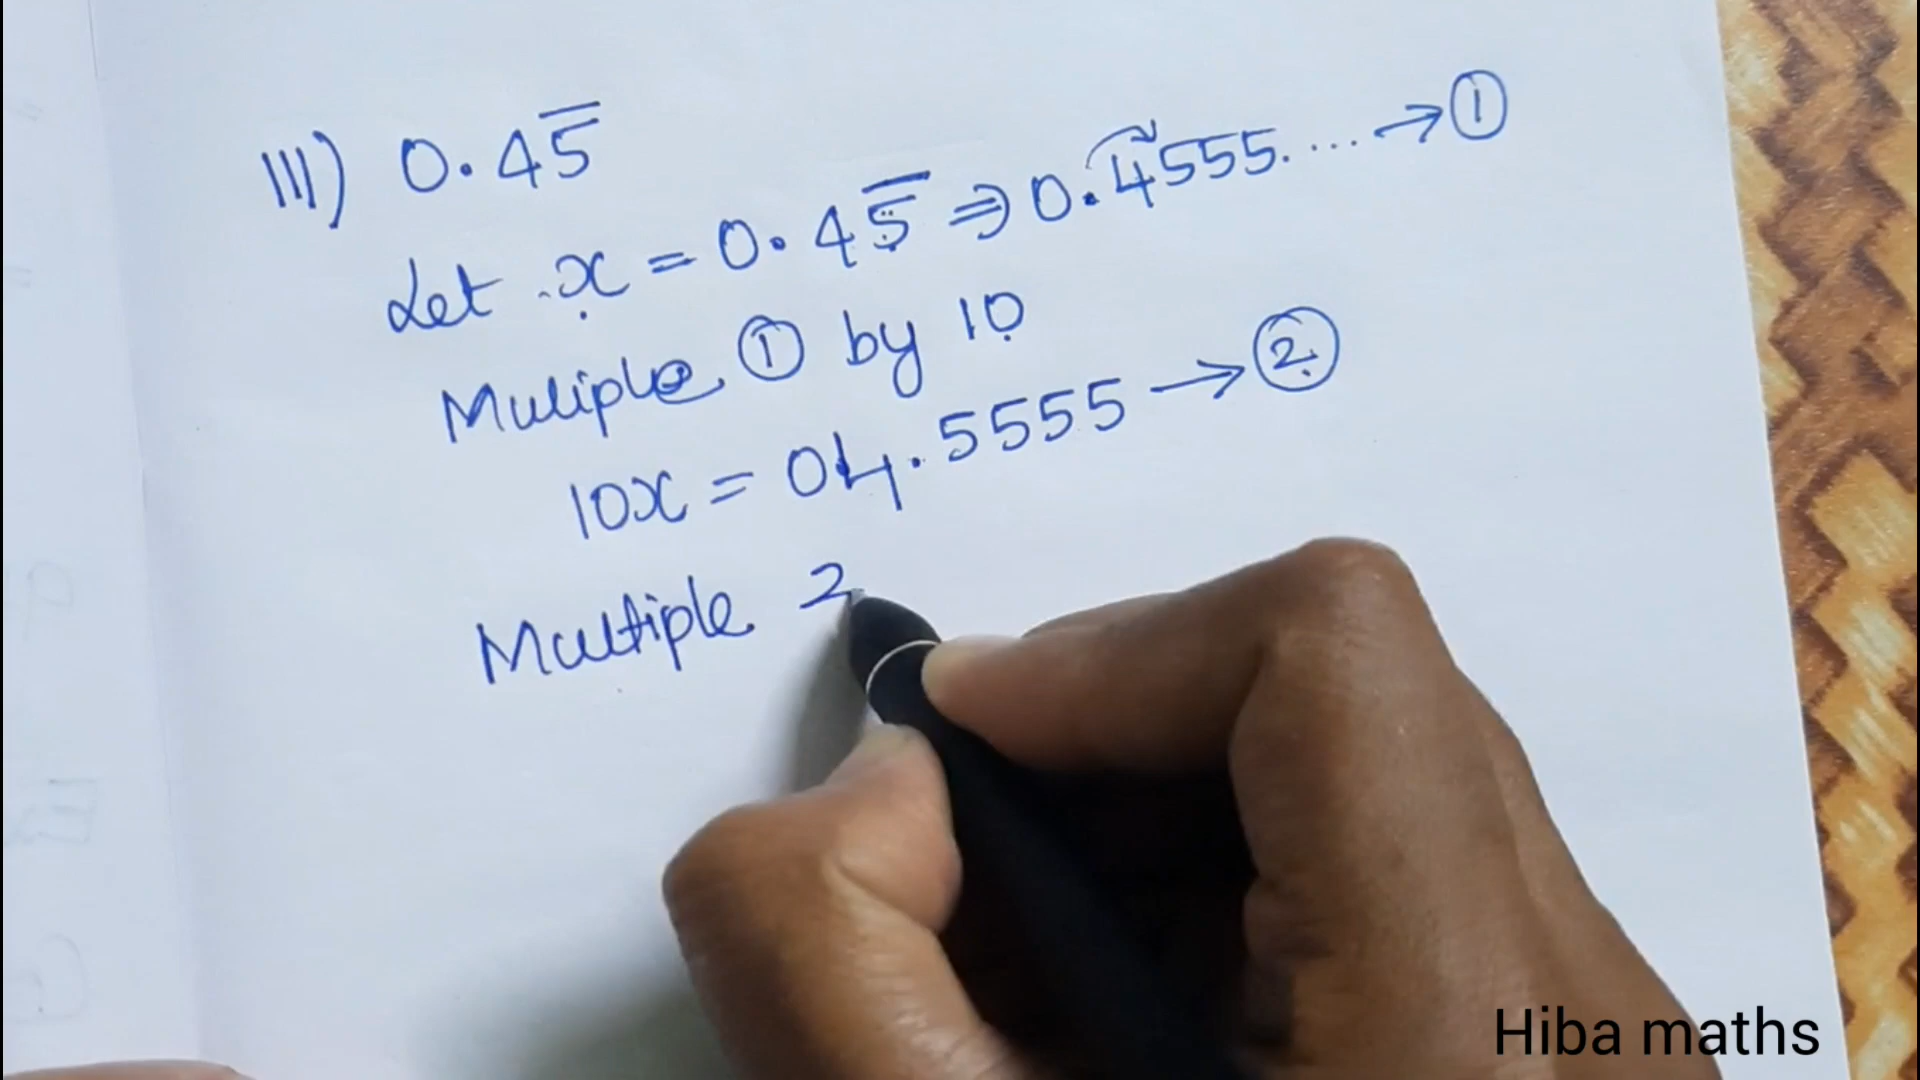 III) 0.45̅
Let x = 0.45̅ ⇒ 0.4555.... → ①
Muliple ① by 10
10x = 04.5555 → ②
Multiple 2
Hiba maths